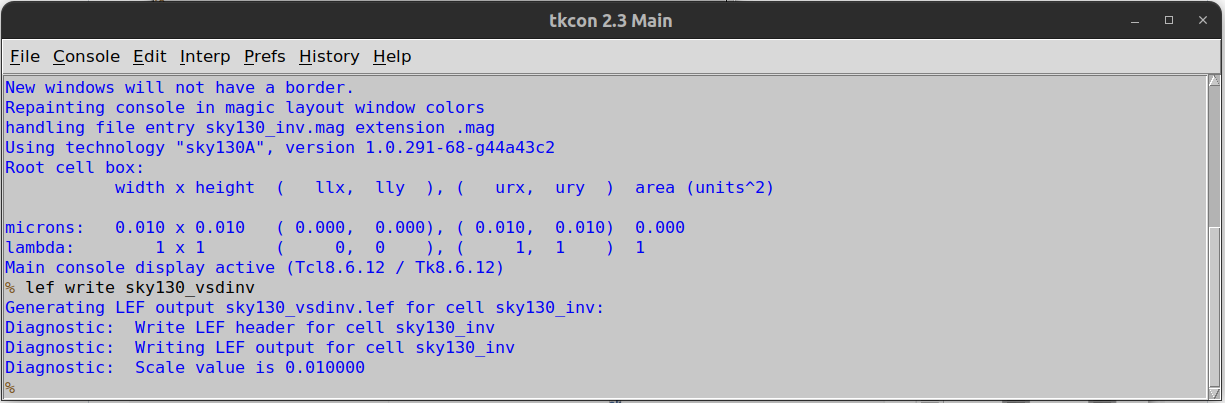 tkcon 2.3 Main
File Console Edit Interp Prefs History Help
New windows will not have a border.
Repainting console in magic layout window colors
handling file entry sky130_inv.mag extension .mag
Using technology "sky130A", version 1.0.291-68-g44a43c2
Root cell box:
           width x height  (   llx,  lly  ), (   urx,  ury  )  area (units^2)
microns:   0.010 x 0.010   ( 0.000,  0.000), ( 0.010,  0.010)  0.000
lambda:        1 x 1       (     0,  0    ), (     1,  1    )  1
Main console display active (Tcl8.6.12 / Tk8.6.12)
% lef write sky130_vsdinv
Generating LEF output sky130_vsdinv.lef for cell sky130_inv:
Diagnostic:  Write LEF header for cell sky130_inv
Diagnostic:  Writing LEF output for cell sky130_inv
Diagnostic:  Scale value is 0.010000
%